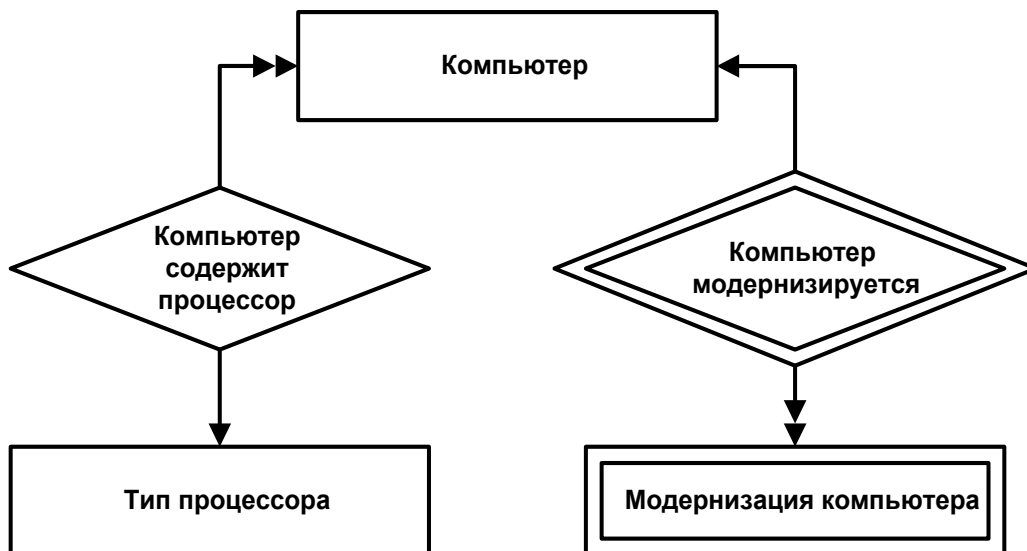 Компьютер
Компьютер
содержит
процессор
Компьютер
модернизируется
Тип процессора
Модернизация компьютера